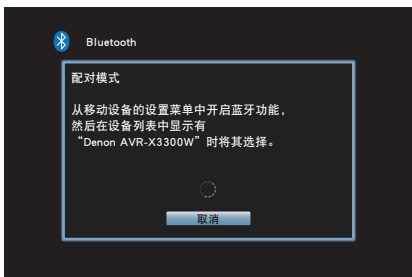 Bluetooth
配对模式
从移动设备的设置菜单中开启蓝牙功能，
然后在设备列表中显示有
“Denon AVR-X3300W”时将其选择。
取消